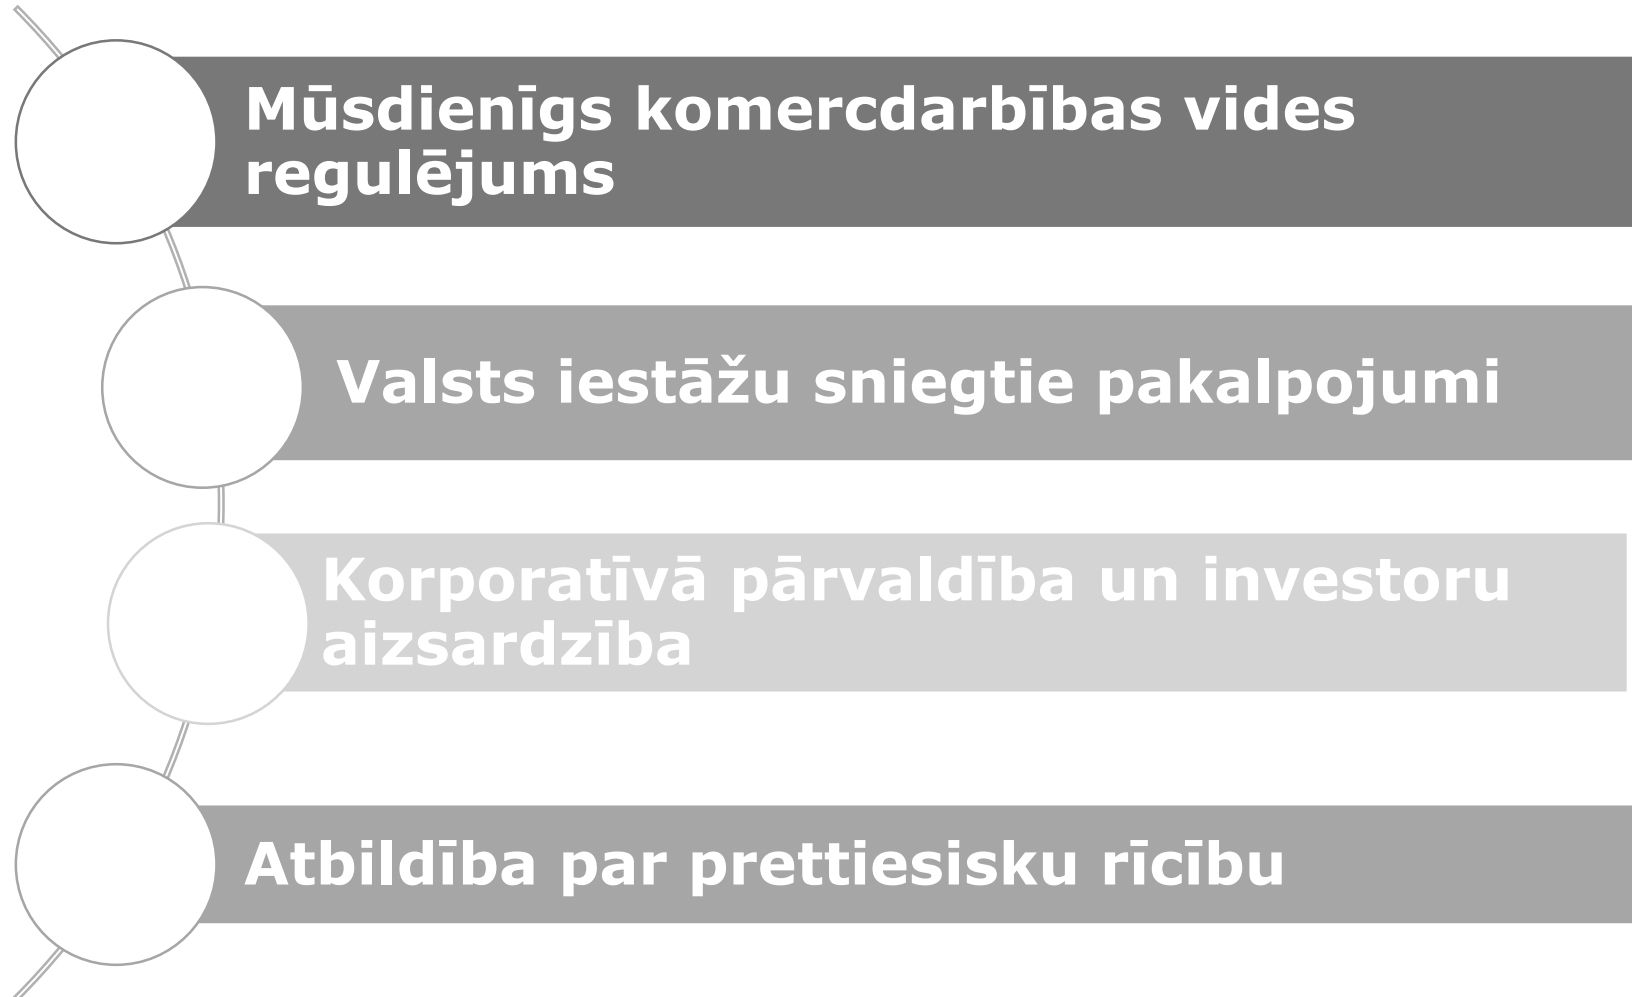 Mūsdienīgs komercdarbības vides
regulējums
Valsts iestāžu sniegtie pakalpojumi
Korporatīvā pārvaldība un investoru
aizsardzība
Atbildība par prettiesisku rīcību